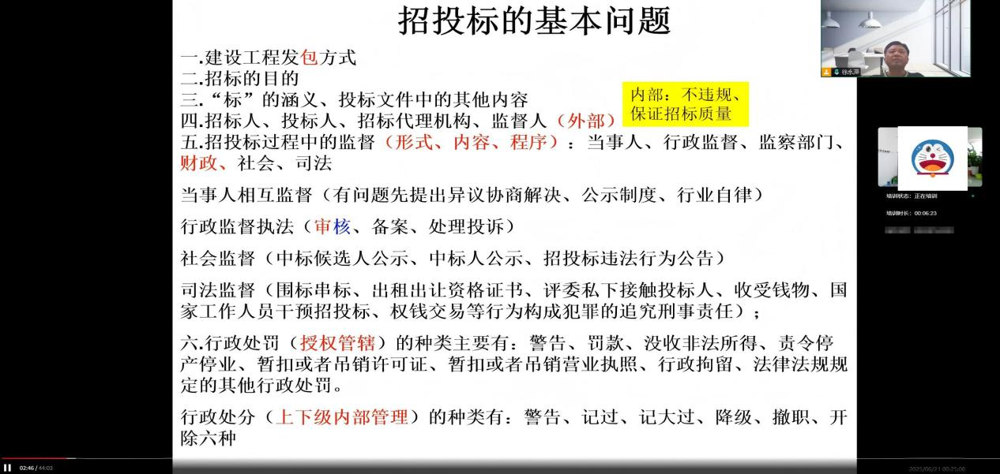 招投标的基本问题
一.建设工程发包方式
二.招标的目的
三.“标”的涵义、投标文件中的其他内容
四.招标人、投标人、招标代理机构、监督人（外部）
内部：不违规、
保证招标质量
五.招投标过程中的监督（形式、内容、程序）：当事人、行政监督、监察部门、
财政、社会、司法
当事人相互监督（有问题先提出异议协商解决、公示制度、行业自律）
行政监督执法（审核、备案、处理投诉）
社会监督（中标候选人公示、中标人公示、招投标违法行为公告）
司法监督（围标串标、出租出让资格证书、评委私下接触投标人、收受钱物、国
家工作人员干预招投标、权钱交易等行为构成犯罪的追究刑事责任）；
六.行政处罚（授权管辖）的种类主要有：警告、罚款、没收非法所得、责令停
产停业、暂扣或者吊销许可证、暂扣或者吊销营业执照、行政拘留、法律法规规
定的其他行政处罚。
行政处分（上下级内部管理）的种类有：警告、记过、记大过、降级、撤职、开
除六种
培训状态：正在培训
培训时长：00:06:23
02:46 / 44:03
2025/06/21 00:25:08